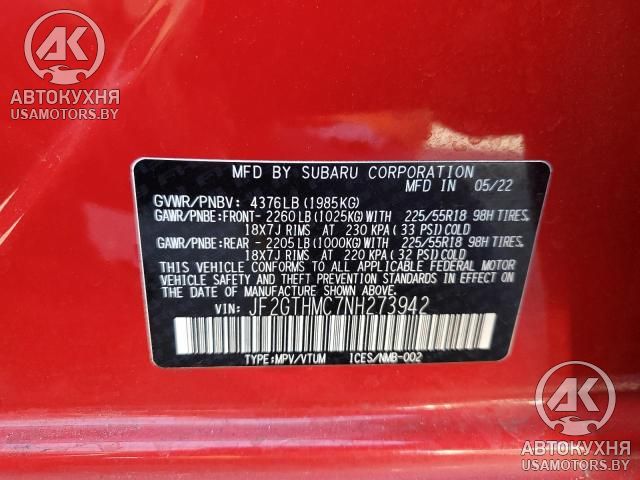 АК
АВТОКУХНЯ
USAMOTORS.BY
MFD BY SUBARU CORPORATION
GVWR/PNBV: 4376LB (1985KG) MFD IN 05/22
GAWR/PNBE:FRONT- 2260LB (1025KG) WITH 225/55R18 98H TIRES,
18X7J RIMS AT 230 KPA (33 PSI) COLD
GAWR/PNBE:REAR - 2205LB (1000KG) WITH 225/55R18 98H TIRES,
18X7J RIMS AT 220 KPA (32 PSI) COLD
THIS VEHICLE CONFORMS TO ALL APPLICABLE FEDERAL MOTOR
VEHICLE SAFETY AND THEFT PREVENTION STANDARDS IN EFFECT ON
THE DATE OF MANUFACTURE SHOWN ABOVE.
VIN: JF2GTHMC7NH273942
TYPE:MPV/VTUM ICES/NMB-002
АК
АВТОКУХНЯ
USAMOTORS.BY